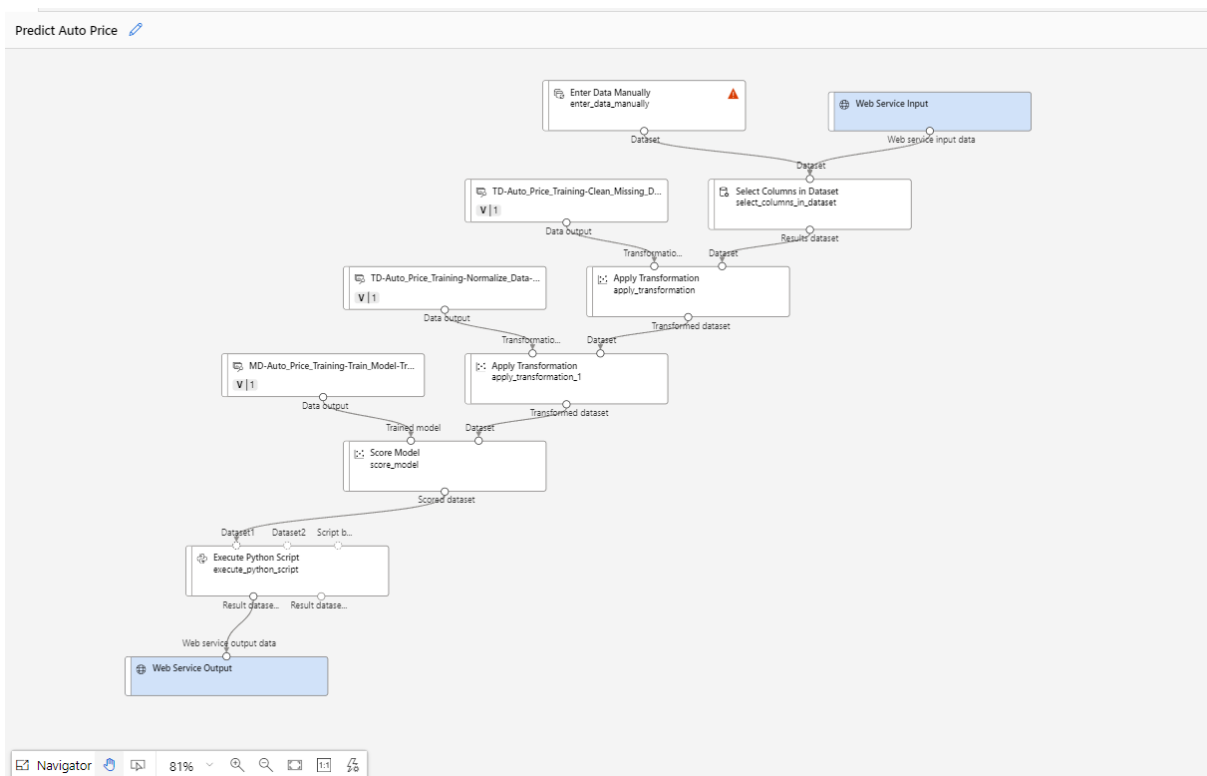 Predict Auto Price
Enter Data Manually
enter_data_manually
Web Service Input
Dataset
Web service input data
Dataset
TD-Auto_Price_Training-Clean_Missing_D...
V | 1
Select Columns in Dataset
select_columns_in_dataset
Data output
Results dataset
Transformatio...
Dataset
TD-Auto_Price_Training-Normalize_Data-...
V | 1
Apply Transformation
apply_transformation
Data output
Transformed dataset
Transformatio...
Dataset
MD-Auto_Price_Training-Train_Model-Tr...
V | 1
Apply Transformation
apply_transformation_1
Data output
Transformed dataset
Trained model
Dataset
Score Model
score_model
Scored dataset
Dataset1
Dataset2
Script b...
Execute Python Script
execute_python_script
Result datase...
Result datase...
Web service output data
Web Service Output
Navigator
81%
1:1